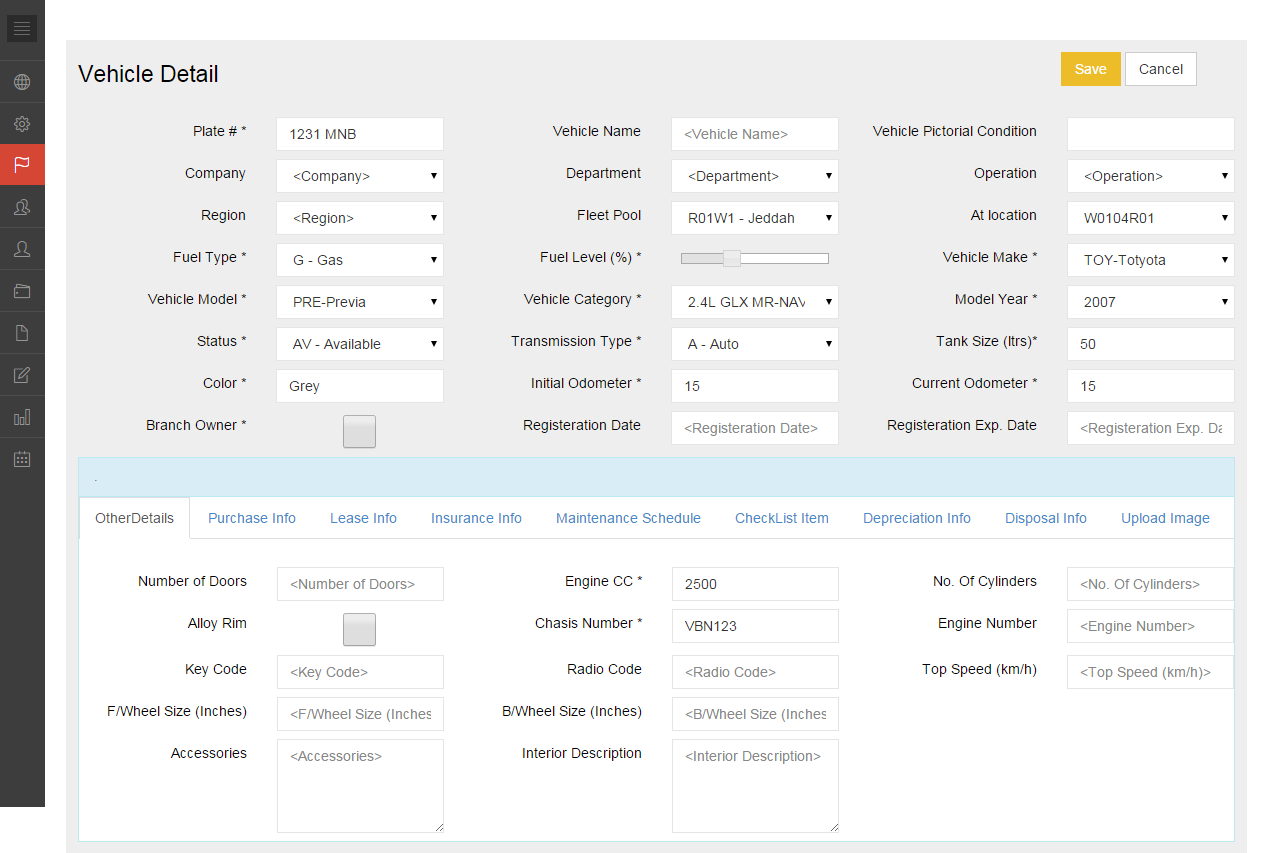 Vehicle Detail
Save Cancel
Plate # * 1231 MNB Vehicle Name <Vehicle Name> Vehicle Pictorial Condition
Company <Company> Department <Department> Operation <Operation>
Region <Region> Fleet Pool R01W1 - Jeddah At location W0104R01
Fuel Type * G - Gas Fuel Level (%) * Vehicle Make * TOY-Totyota
Vehicle Model * PRE-Previa Vehicle Category * 2.4L GLX MR-NAV Model Year * 2007
Status * AV - Available Transmission Type * A - Auto Tank Size (ltrs)* 50
Color * Grey Initial Odometer * 15 Current Odometer * 15
Branch Owner * Registeration Date <Registeration Date> Registeration Exp. Date <Registeration Exp. Da
.
OtherDetails Purchase Info Lease Info Insurance Info Maintenance Schedule CheckList Item Depreciation Info Disposal Info Upload Image
Number of Doors <Number of Doors> Engine CC * 2500 No. Of Cylinders <No. Of Cylinders>
Alloy Rim Chasis Number * VBN123 Engine Number <Engine Number>
Key Code <Key Code> Radio Code <Radio Code> Top Speed (km/h) <Top Speed (km/h)>
F/Wheel Size (Inches) <F/Wheel Size (Inches B/Wheel Size (Inches) <B/Wheel Size (Inches
Accessories <Accessories> Interior Description <Interior Description>